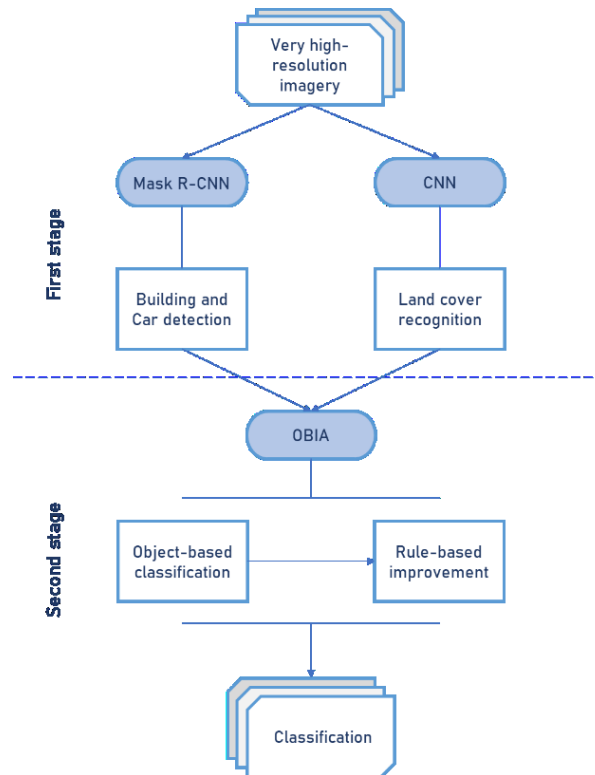 Very high-
resolution
imagery
Mask R-CNN
CNN
First stage
Building and
Car detection
Land cover
recognition
OBIA
Second stage
Object-based
classification
Rule-based
improvement
Classification